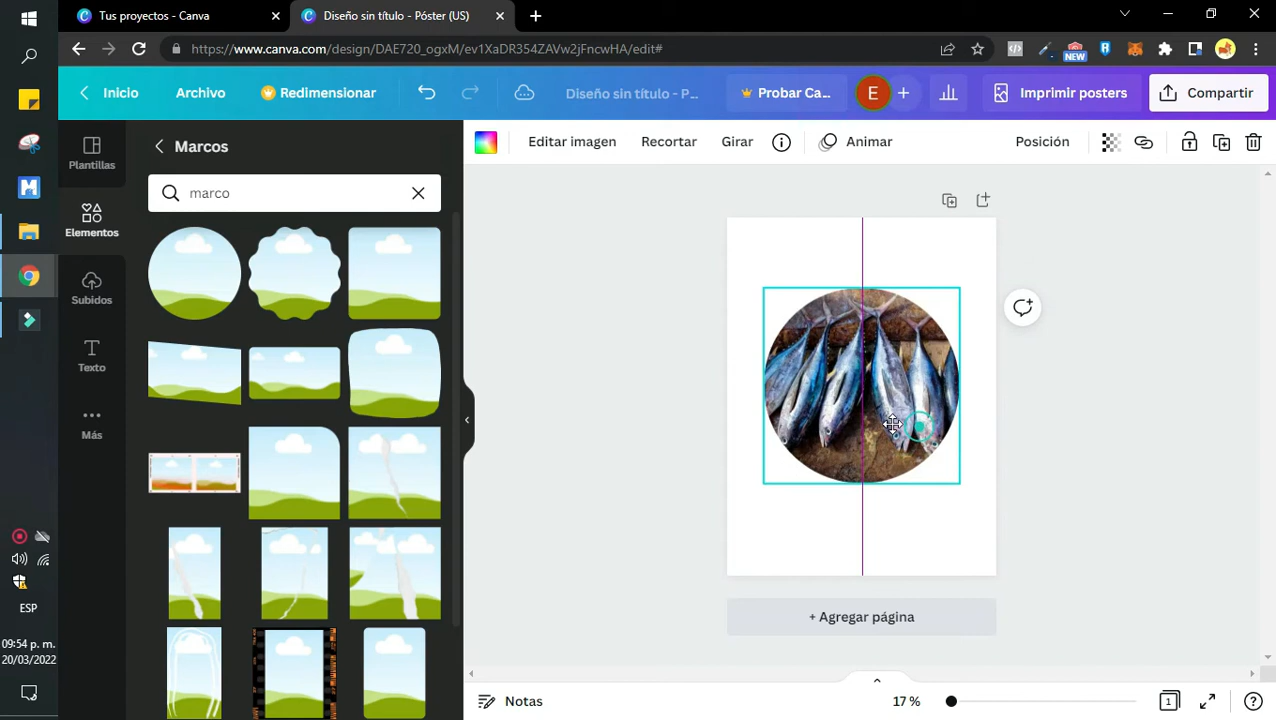 Tus proyectos - Canva
Diseño sin título - Póster (US)
https://www.canva.com/design/DAE720_ogxM/ev1XaDR354ZAVw2jFncwHA/edit#
NEW
Inicio
Archivo
Redimensionar
Diseño sin título - P...
Probar Ca...
E
Imprimir posters
Compartir
Plantillas
Elementos
Subidos
Texto
Más
Marcos
marco
Editar imagen
Recortar
Girar
Animar
Posición
+ Agregar página
Notas
17 %
1
ESP
09:54 p. m.
20/03/2022